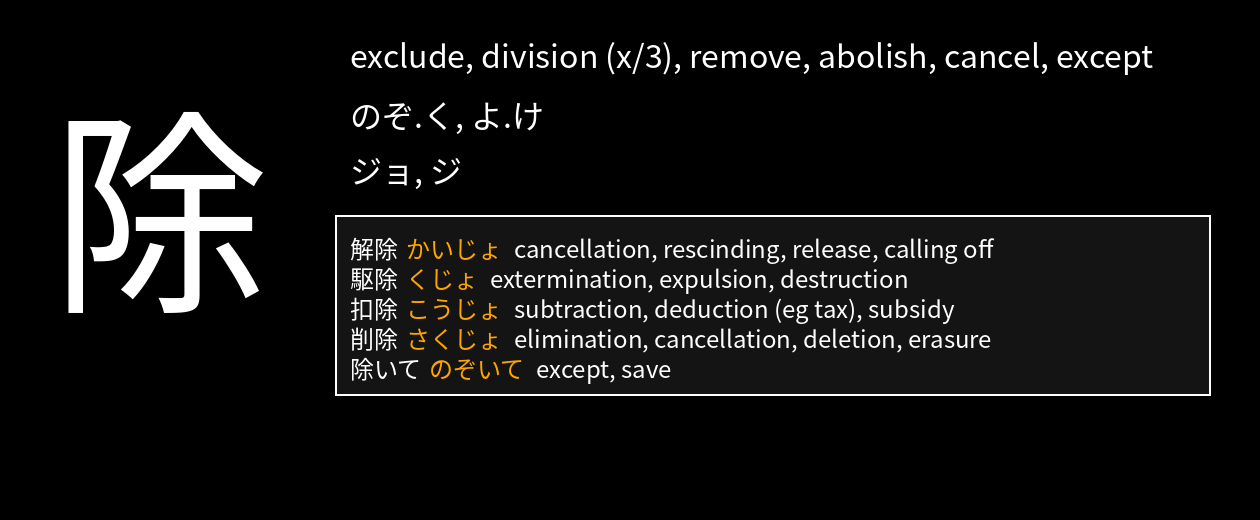 除
exclude, division (x/3), remove, abolish, cancel, except
のぞ.く, よ.け
ジョ, ジ
解除 かいじょ cancellation, rescinding, release, calling off
駆除 くじょ extermination, expulsion, destruction
扣除 こうじょ subtraction, deduction (eg tax), subsidy
削除 さくじょ elimination, cancellation, deletion, erasure
除いて のぞいて except, save